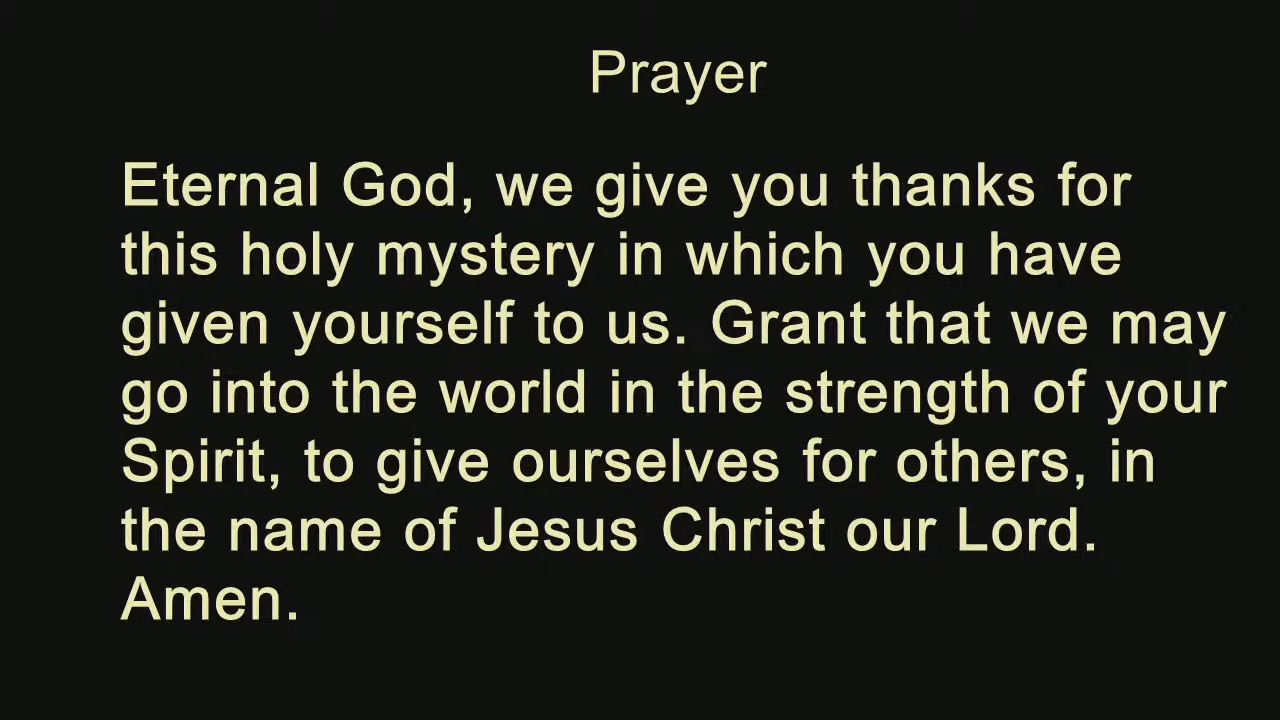 Prayer
Eternal God, we give you thanks for
this holy mystery in which you have
given yourself to us. Grant that we may
go into the world in the strength of your
Spirit, to give ourselves for others, in
the name of Jesus Christ our Lord.
Amen.